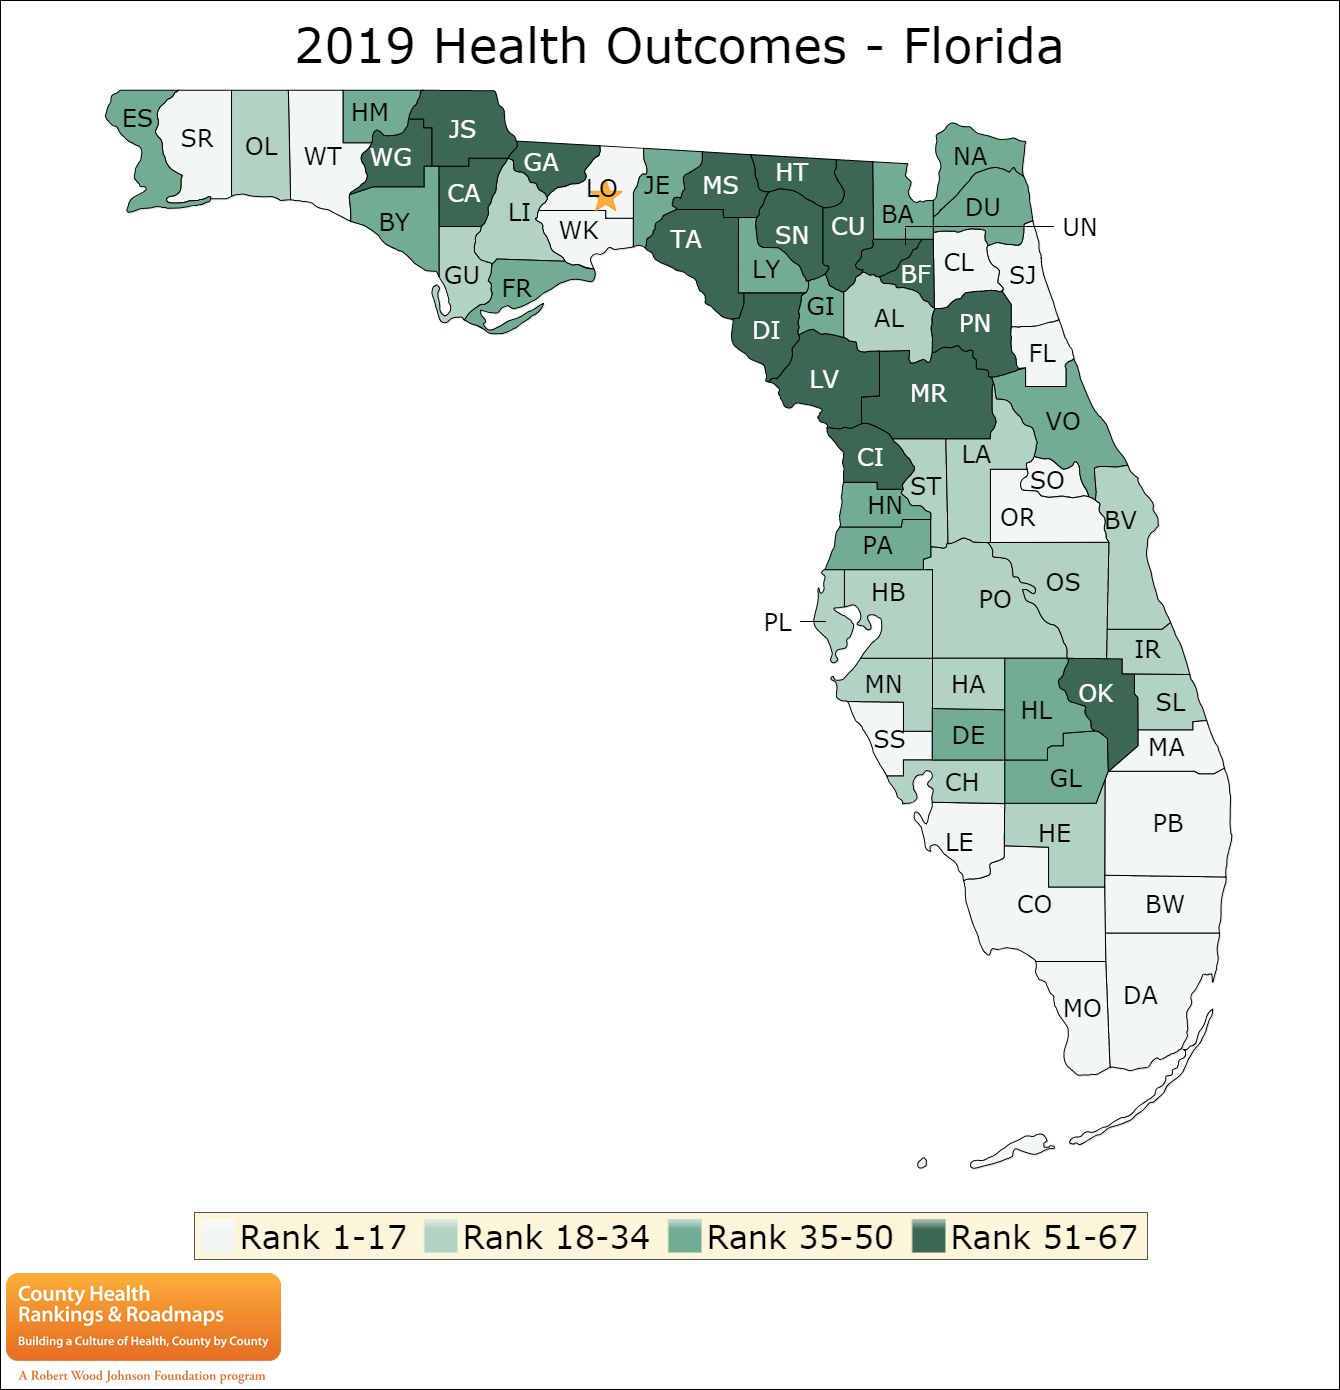 2019 Health Outcomes - Florida
ES
SR
OL
WT
HM
JS
WG
CA
BY
GU
LI
GA
LO
WK
FR
JE
MS
HT
TA
SN
CU
BA
NA
DU
UN
LY
BF
CL
SJ
DI
GI
AL
PN
FL
LV
MR
VO
CI
ST
LA
SO
HN
OR
BV
PA
HB
PO
OS
PL
IR
MN
HA
HL
OK
SL
SS
DE
MA
CH
GL
LE
HE
PB
CO
BW
MO
DA
Rank 1-17 Rank 18-34 Rank 35-50 Rank 51-67
County Health
Rankings & Roadmaps
Building a Culture of Health, County by County
A Robert Wood Johnson Foundation program